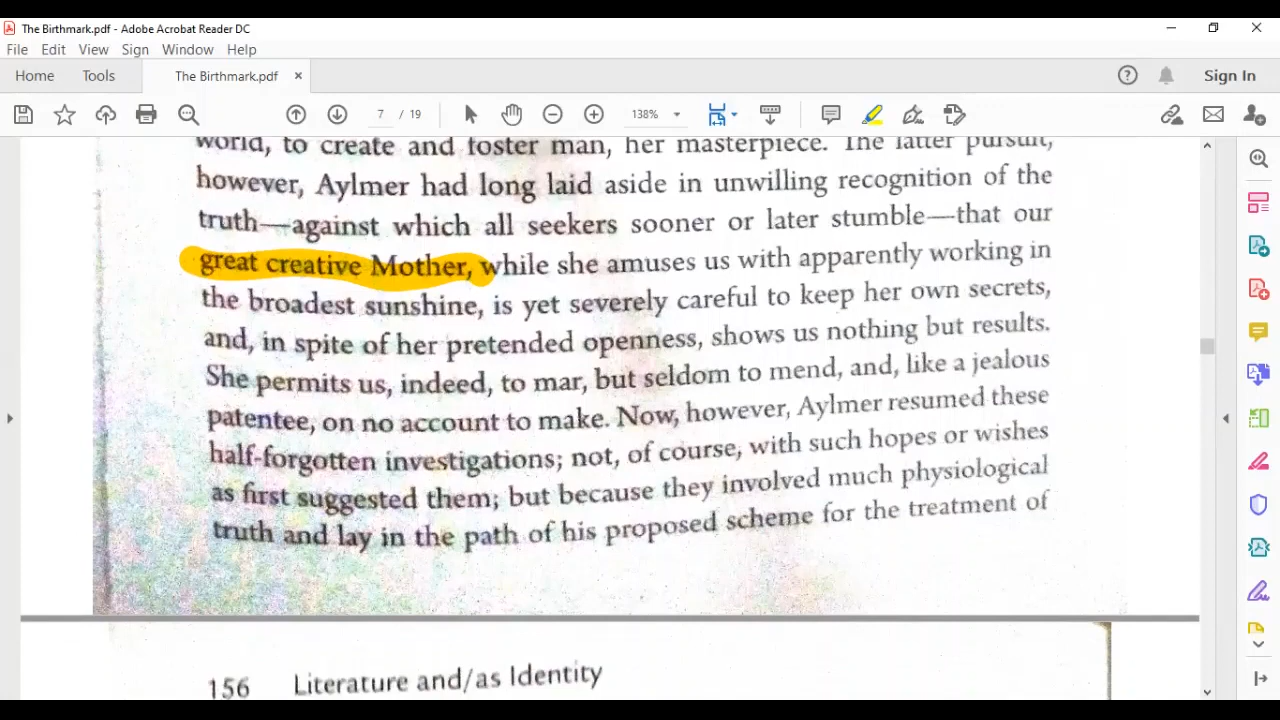 The Birthmark.pdf - Adobe Acrobat Reader DC
File Edit View Sign Window Help
Home Tools The Birthmark.pdf × Sign In
7 / 19 138%
world, to create and foster man, her masterpiece. The latter pursuit,
however, Aylmer had long laid aside in unwilling recognition of the
truth—against which all seekers sooner or later stumble—that our
great creative Mother, while she amuses us with apparently working in
the broadest sunshine, is yet severely careful to keep her own secrets,
and, in spite of her pretended openness, shows us nothing but results.
She permits us, indeed, to mar, but seldom to mend, and, like a jealous
patentee, on no account to make. Now, however, Aylmer resumed these
half-forgotten investigations; not, of course, with such hopes or wishes
as first suggested them; but because they involved much physiological
truth and lay in the path of his proposed scheme for the treatment of
156 Literature and/as Identity